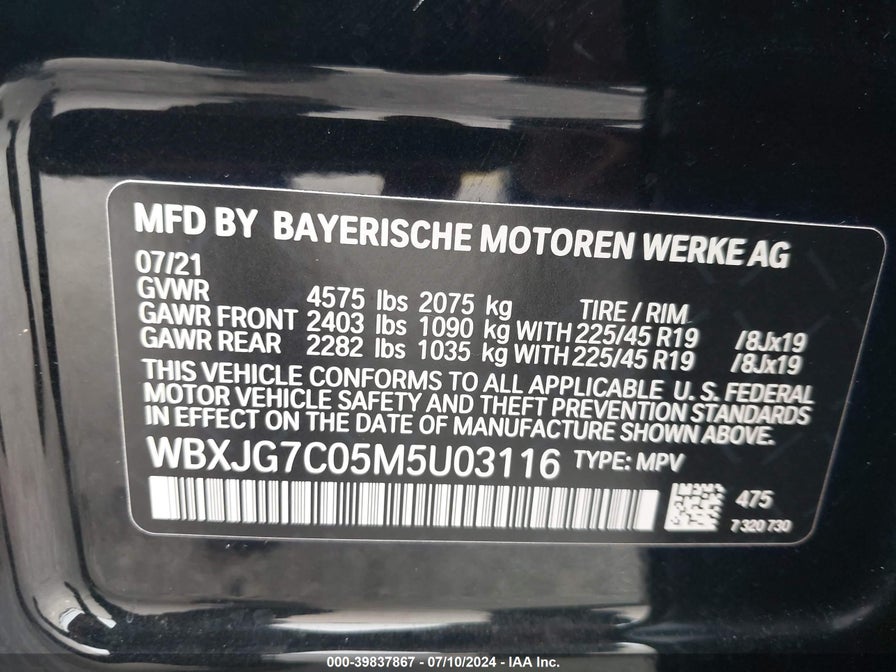 MFD BY BAYERISCHE MOTOREN WERKE AG
07/21
GVWR 4575 lbs 2075 kg TIRE / RIM
GAWR FRONT 2403 lbs 1090 kg WITH 225/45 R19 /8Jx19
GAWR REAR 2282 lbs 1035 kg WITH 225/45 R19 /8Jx19
THIS VEHICLE CONFORMS TO ALL APPLICABLE U. S. FEDERAL
MOTOR VEHICLE SAFETY AND THEFT PREVENTION STANDARDS
IN EFFECT ON THE DATE OF MANUFACTURE SHOWN ABOVE.
WBXJG7C05M5U03116 TYPE: MPV
475
7 320 730
000-39837867 - 07/10/2024 - IAA Inc.